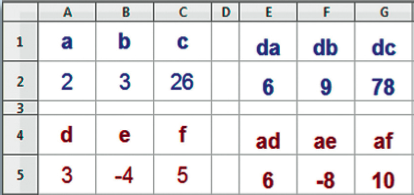 A B C D E F G
1 a b c da db dc
2 2 3 26 6 9 78
3
4 d e f ad ae af
5 3 -4 5 6 -8 10